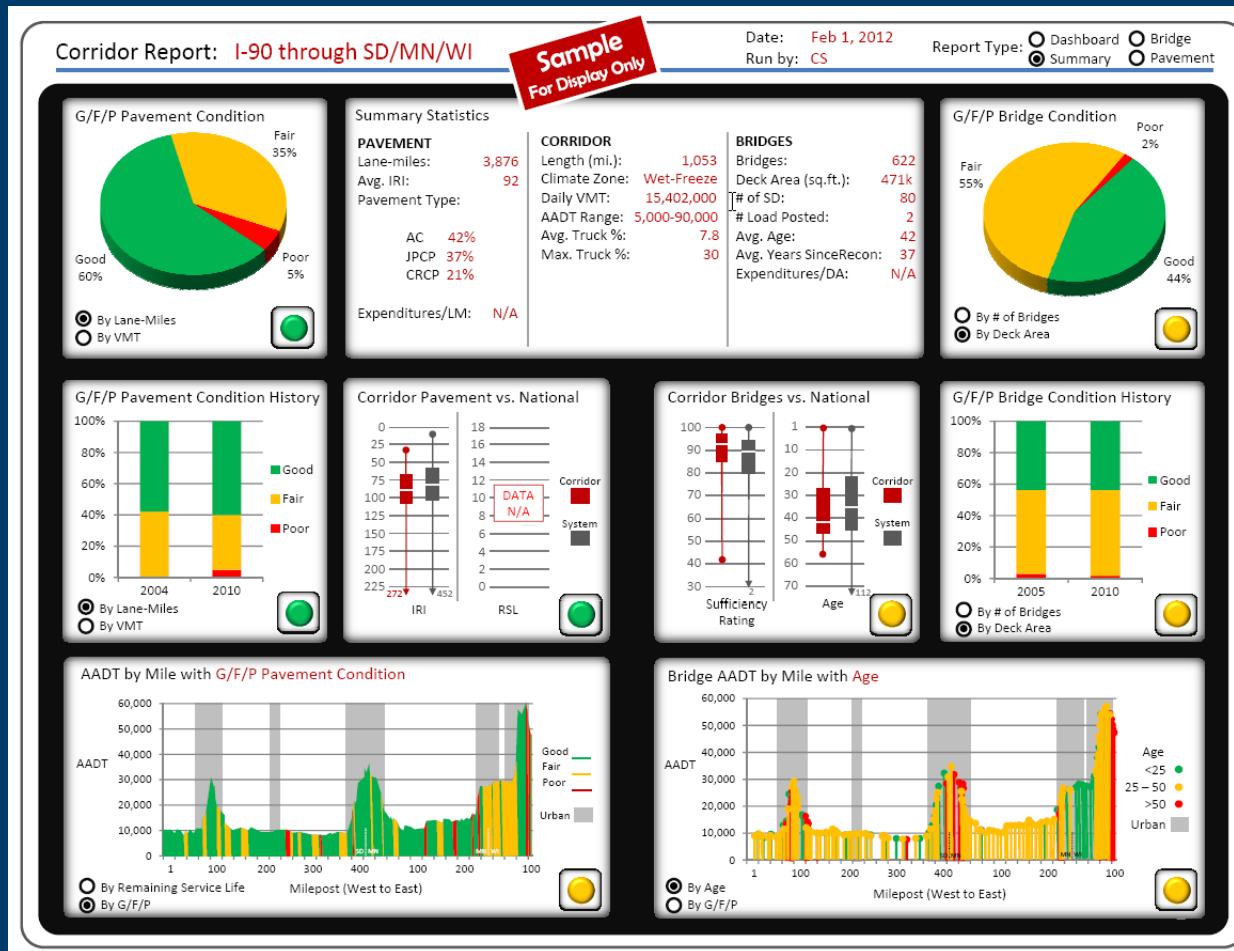 Corridor Report: I-90 through SD/MN/WI
Sample
For Display Only
Date: Feb 1, 2012
Run by: CS
Report Type: Dashboard Bridge
Summary Pavement
G/F/P Pavement Condition
Fair
35%
Good
60%
Poor
5%
By Lane-Miles
By VMT
Summary Statistics
PAVEMENT
Lane-miles: 3,876
Avg. IRI: 92
Pavement Type:
AC 42%
JPCP 37%
CRCP 21%
Expenditures/LM: N/A
CORRIDOR
Length (mi.): 1,053
Climate Zone: Wet-Freeze
Daily VMT: 15,402,000
AADT Range: 5,000-90,000
Avg. Truck %: 7.8
Max. Truck %: 30
BRIDGES
Bridges: 622
Deck Area (sq.ft.): 471k
# of SD: 80
# Load Posted: 2
Avg. Age: 42
Avg. Years SinceRecon: 37
Expenditures/DA: N/A
G/F/P Bridge Condition
Poor
2%
Fair
55%
Good
44%
By # of Bridges
By Deck Area
G/F/P Pavement Condition History
100%
80%
60%
40%
20%
0%
2004 2010
Good
Fair
Poor
By Lane-Miles
By VMT
Corridor Pavement vs. National
0
25
50
75
100
125
150
175
200
225
272 452
IRI
18
16
14
12
10
8
6
4
2
0
DATA
N/A
RSL
Corridor
System
Corridor Bridges vs. National
100
90
80
70
60
50
40
30
2
Sufficiency
Rating
1
10
20
30
40
50
60
70
112
Age
Corridor
System
G/F/P Bridge Condition History
100%
80%
60%
40%
20%
0%
2005 2010
Good
Fair
Poor
By # of Bridges
By Deck Area
AADT by Mile with G/F/P Pavement Condition
60,000
50,000
40,000
30,000
20,000
10,000
0
AADT
SD MN
MN WI
1 100 200 300 400 100 200 100
Milepost (West to East)
Good
Fair
Poor
Urban
By Remaining Service Life
By G/F/P
Bridge AADT by Mile with Age
60,000
50,000
40,000
30,000
20,000
10,000
0
AADT
SD MN
MN WI
1 100 200 300 400 100 200 100
Milepost (West to East)
Age
<25
25 – 50
>50
Urban
By Age
By G/F/P